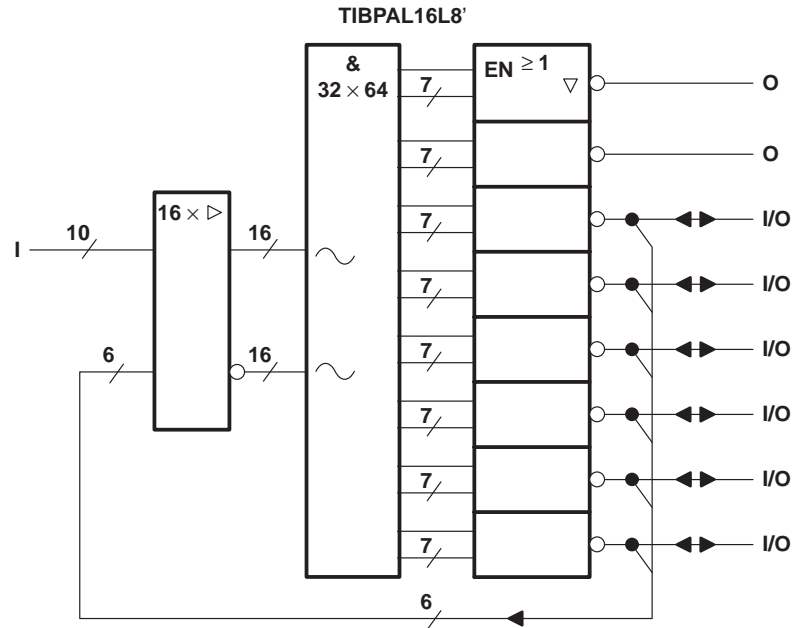 TIBPAL16L8’
&
32 × 64
EN ≥ 1 ▽
7
O
7
O
16 × ▷
I
10
16
7
I/O
7
I/O
6
16
7
I/O
7
I/O
7
I/O
7
I/O
6